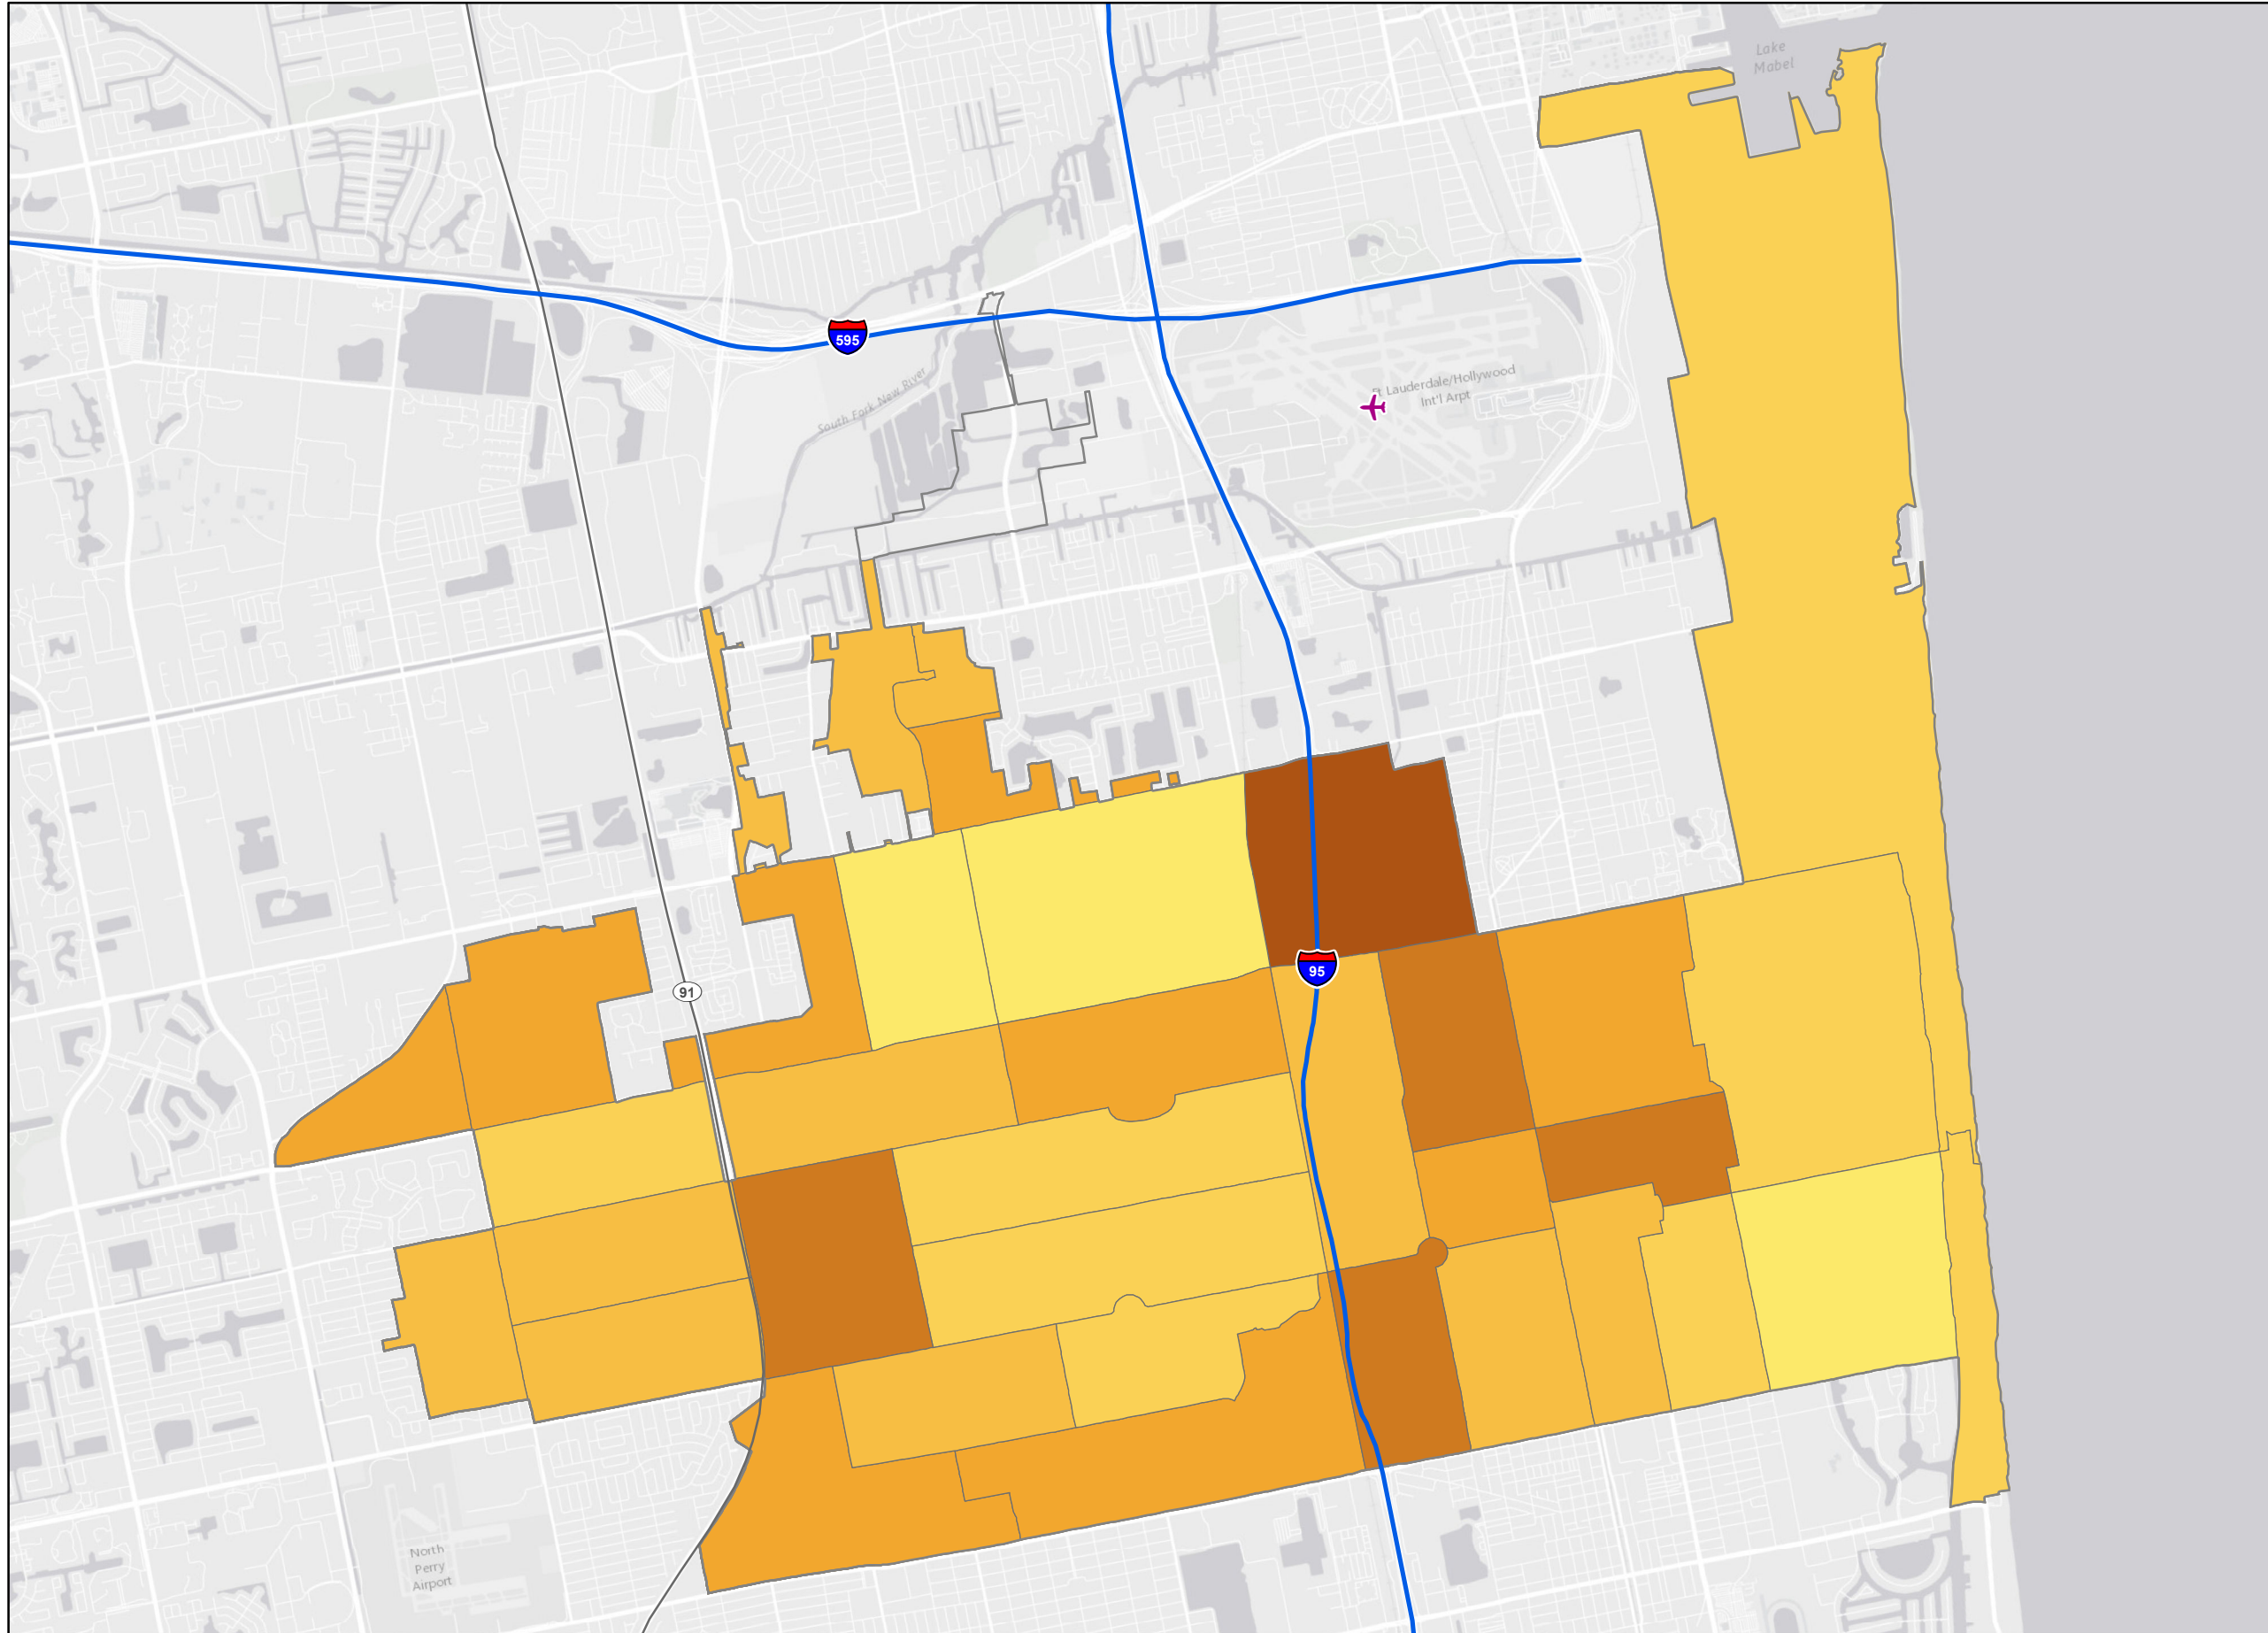 Lake
Mabel
595
Ft Lauderdale/Hollywood
Int'l Arpt
South Fork New River
95
91
North
Perry
Airport